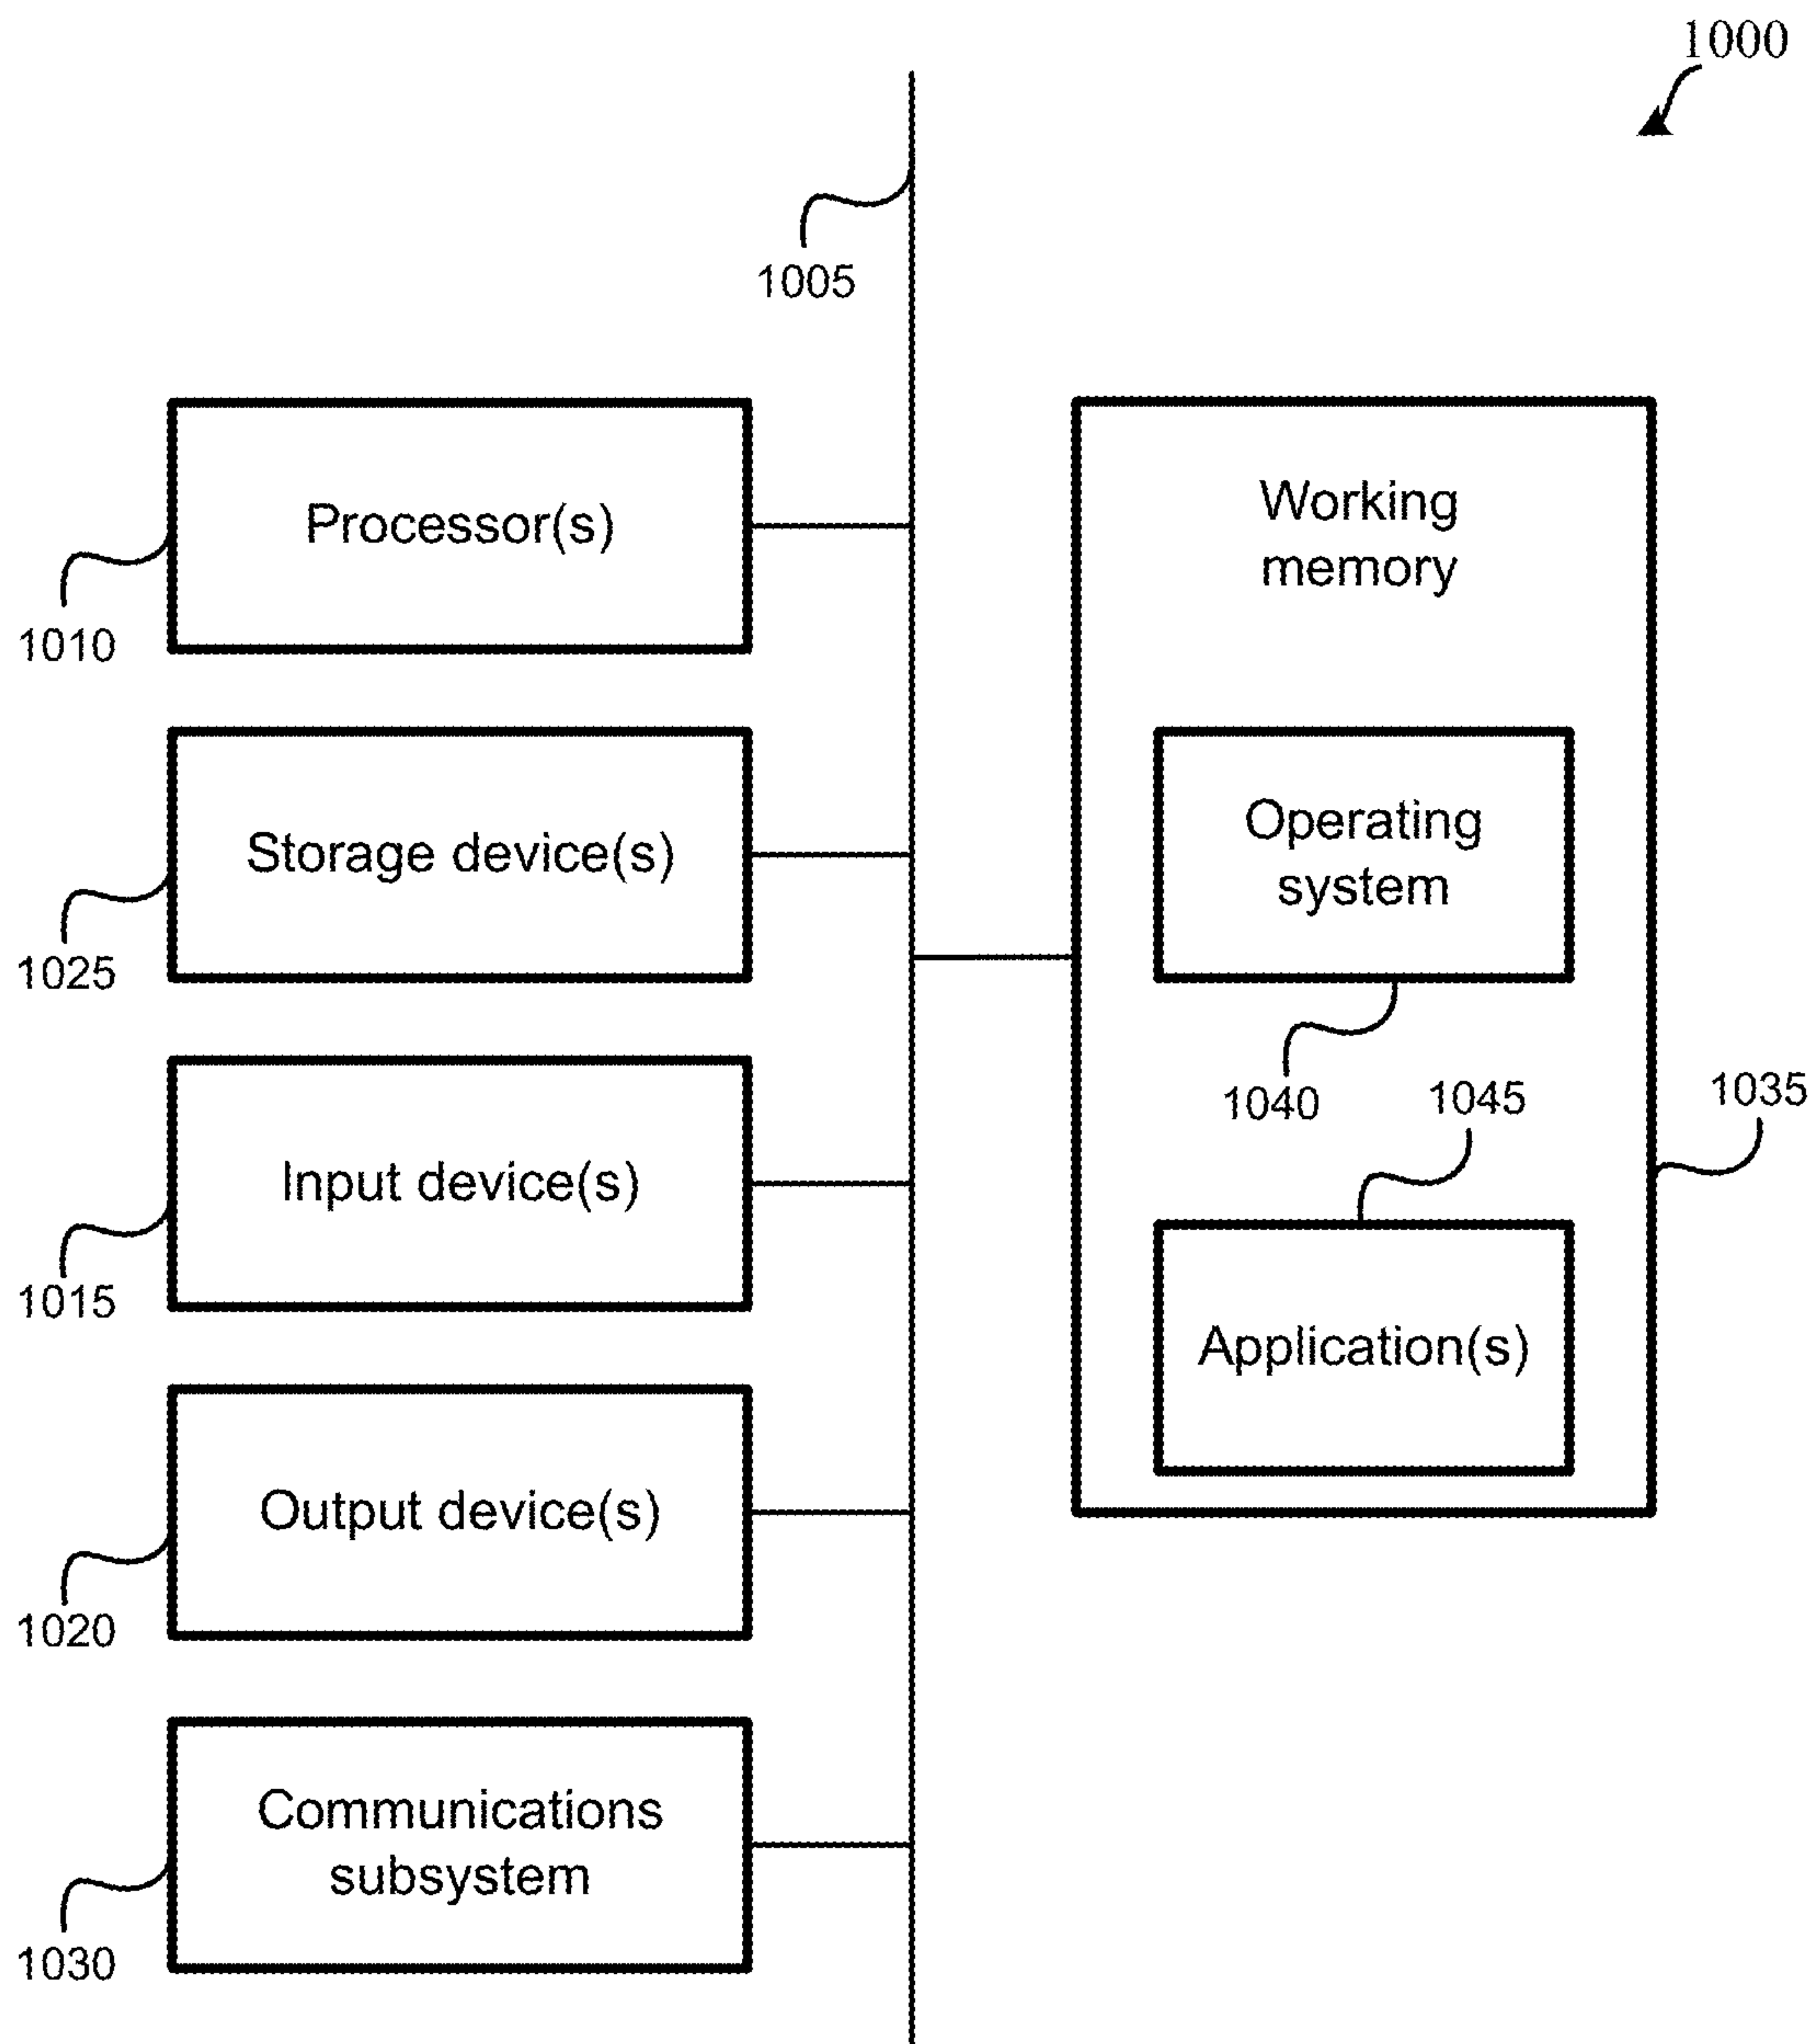 1000
1005
Processor(s)
1010
Storage device(s)
1025
Input device(s)
1015
Output device(s)
1020
Communications
subsystem
1030
Working
memory
Operating
system
1040
1045
1035
Application(s)